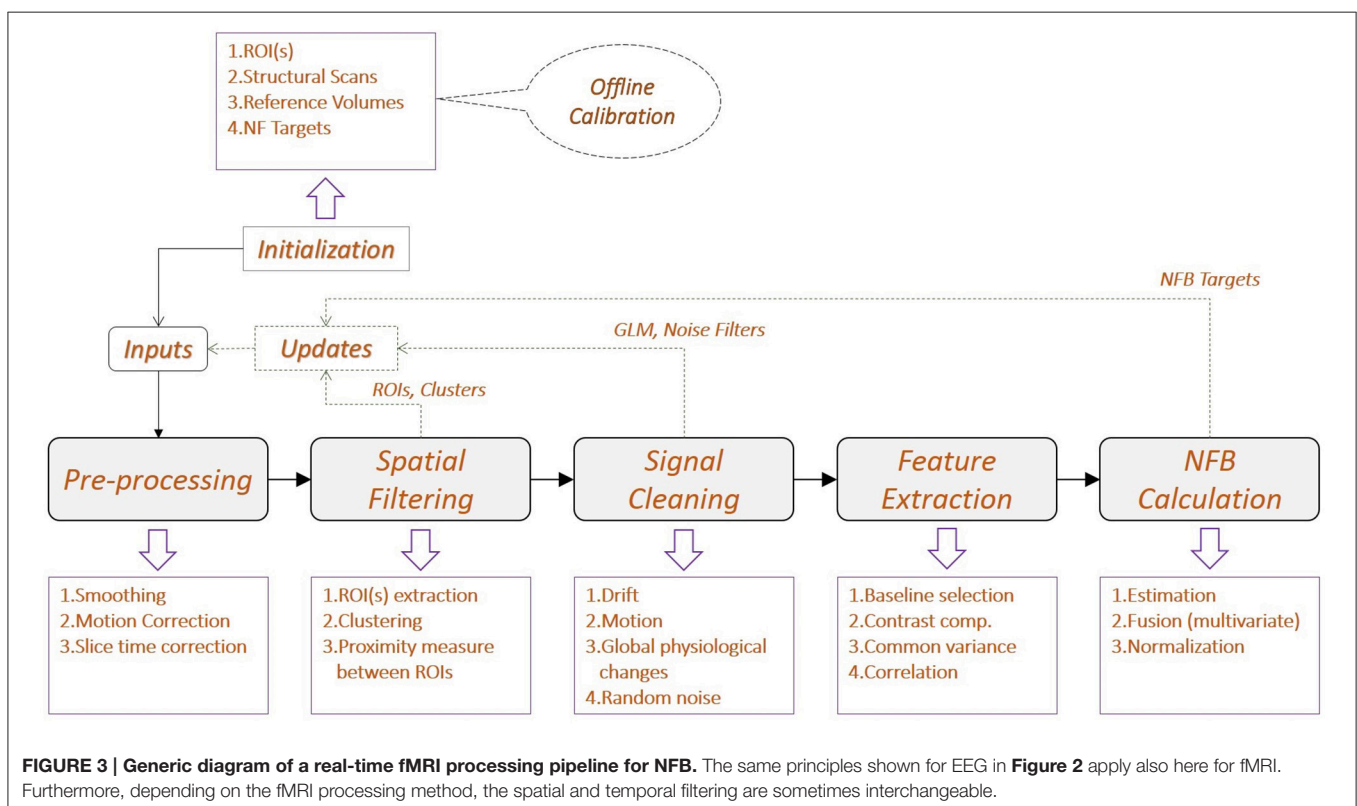 1.ROI(s)
2.Structural Scans
3.Reference Volumes
4.NF Targets
Offline
Calibration
Initialization
NFB Targets
GLM, Noise Filters
Inputs
Updates
ROIs, Clusters
Pre-processing
Spatial
Filtering
Signal
Cleaning
Feature
Extraction
NFB
Calculation
1.Smoothing
2.Motion Correction
3.Slice time correction
1.ROI(s) extraction
2.Clustering
3.Proximity measure
between ROIs
1.Drift
2.Motion
3.Global physiological
changes
4.Random noise
1.Baseline selection
2.Contrast comp.
3.Common variance
4.Correlation
1.Estimation
2.Fusion (multivariate)
3.Normalization
FIGURE 3 | Generic diagram of a real-time fMRI processing pipeline for NFB. The same principles shown for EEG in Figure 2 apply also here for fMRI.
Furthermore, depending on the fMRI processing method, the spatial and temporal filtering are sometimes interchangeable.